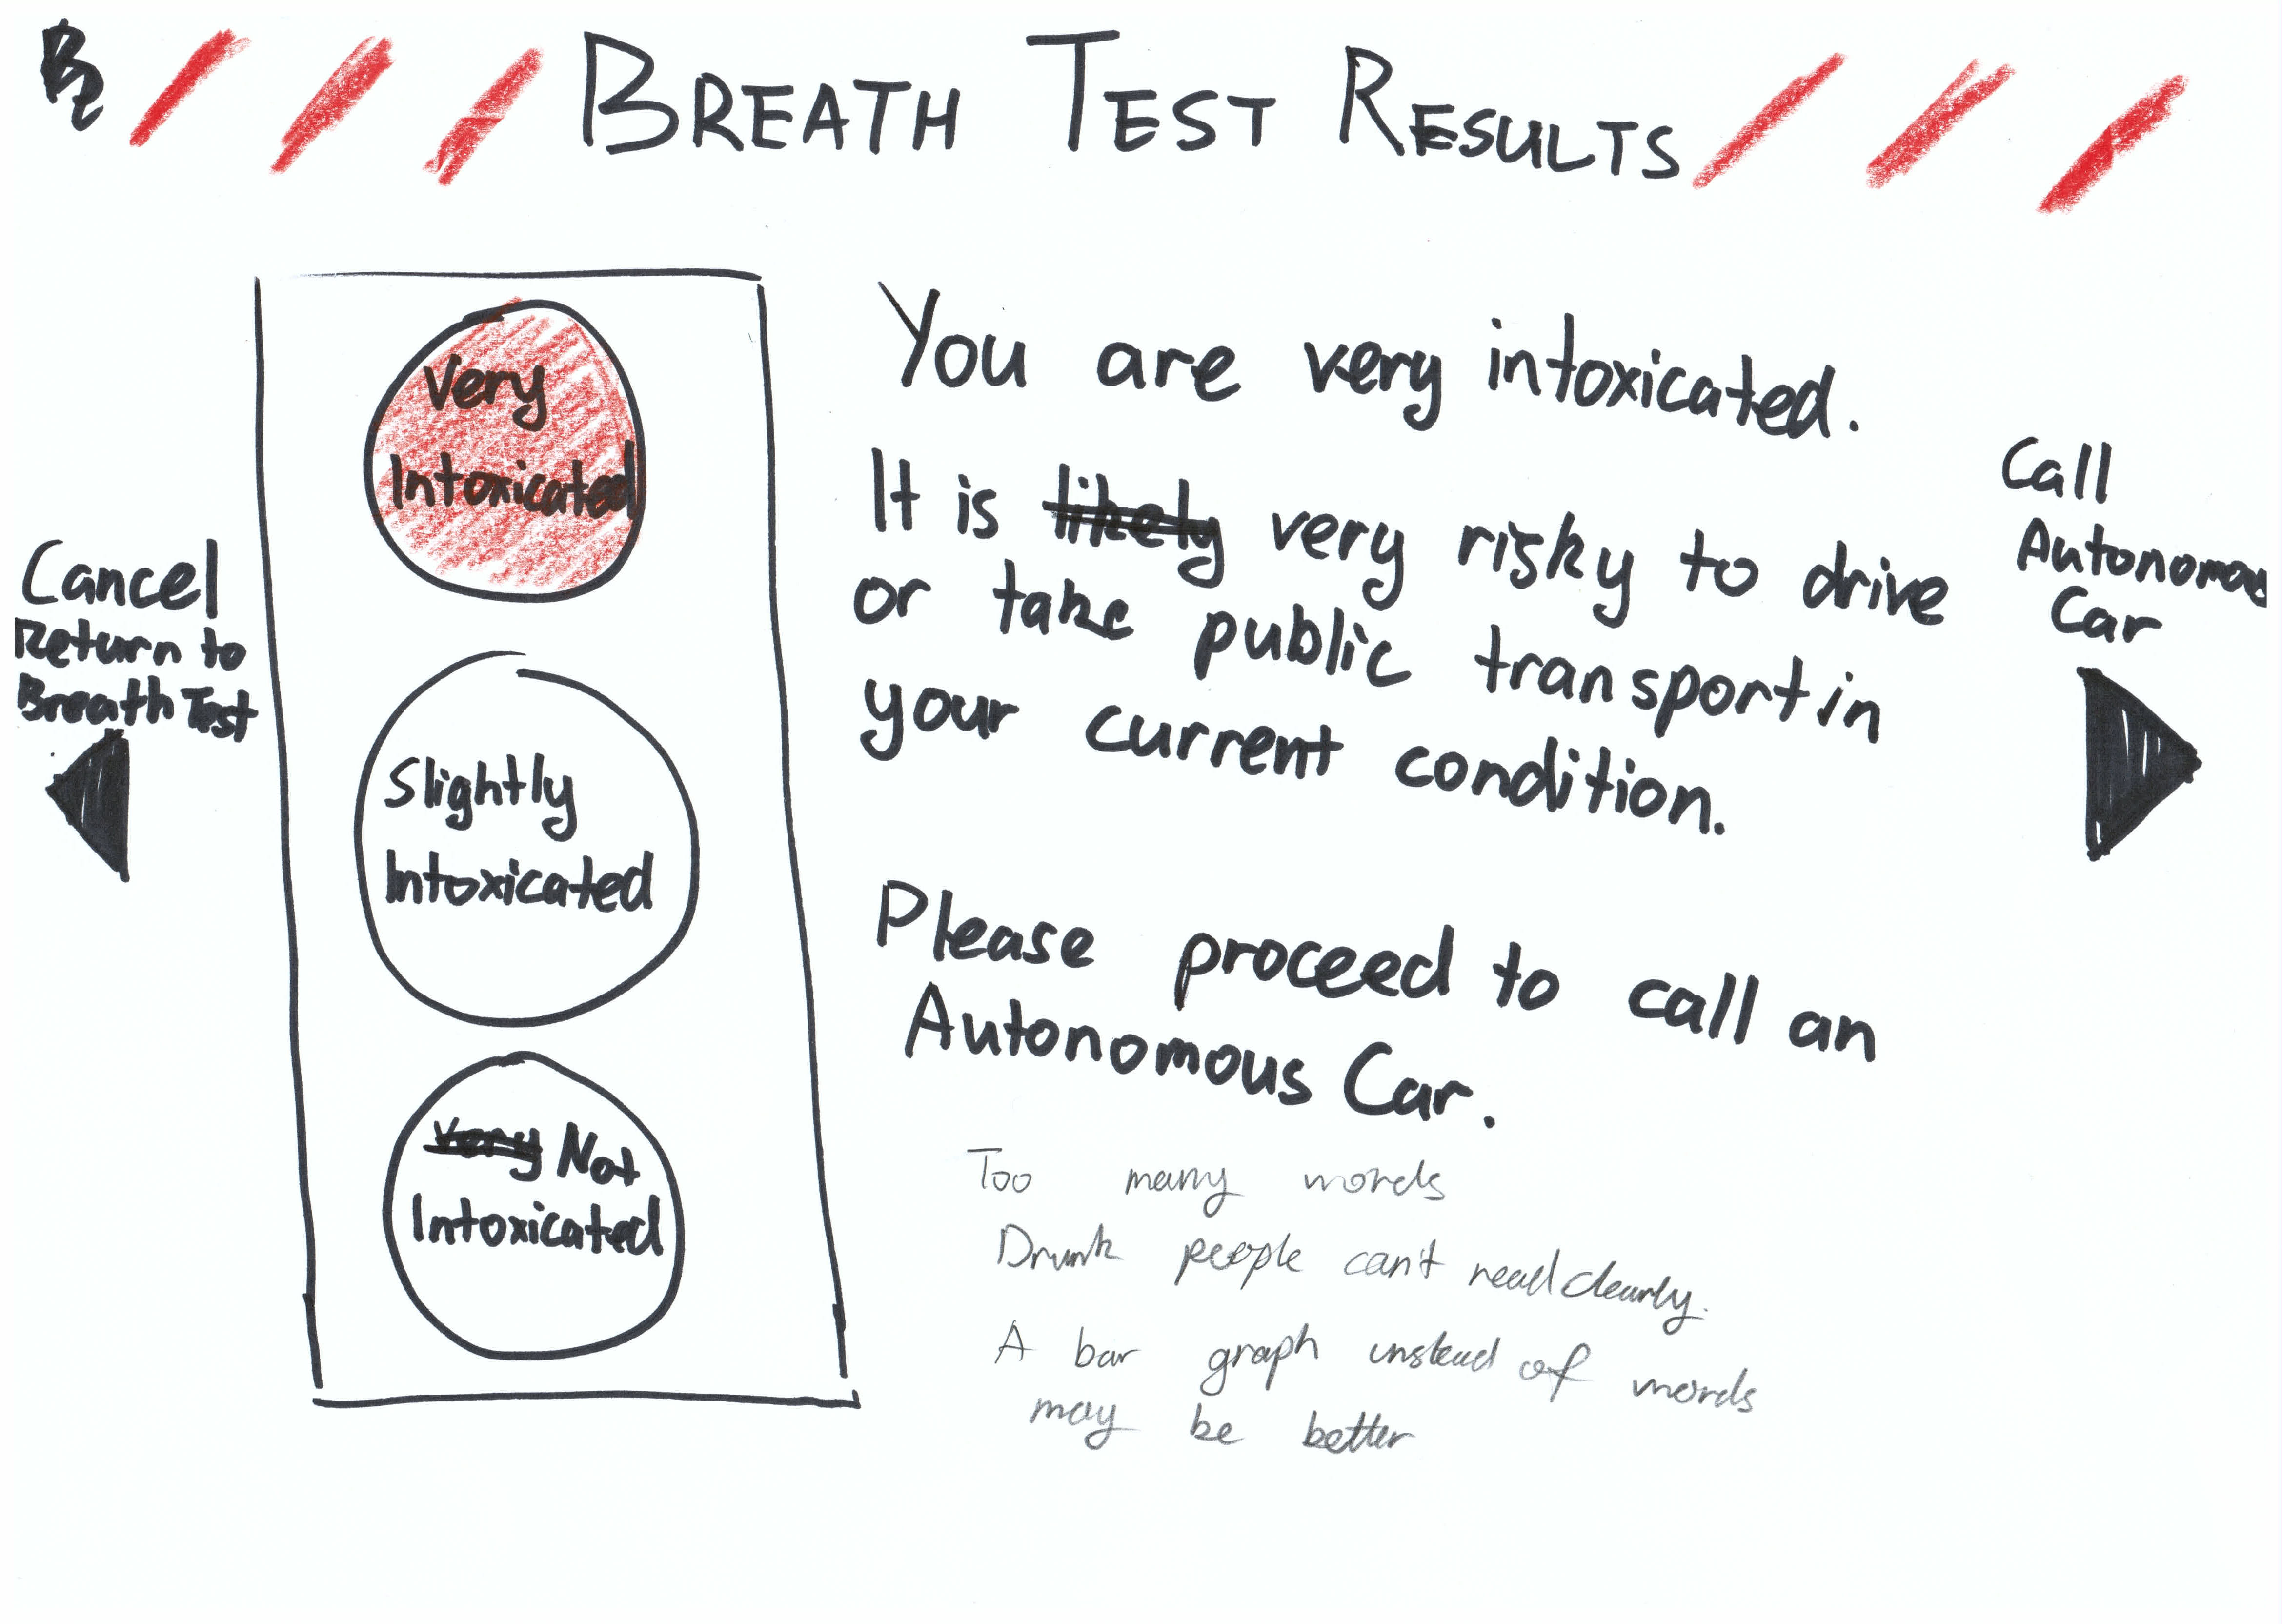 BREATH TEST RESULTS
Very
Intoxicated
Slightly
Intoxicated
Not
Intoxicated
Cancel
Return to
Breath Test
You are very intoxicated.
It is likely very risky to drive
or take public transport in
your current condition.
Please proceed to call an
Autonomous Car.
Call
Autonomous
Car
Too many words
Drunk people can't read clearly.
A bar graph instead of words
may be better